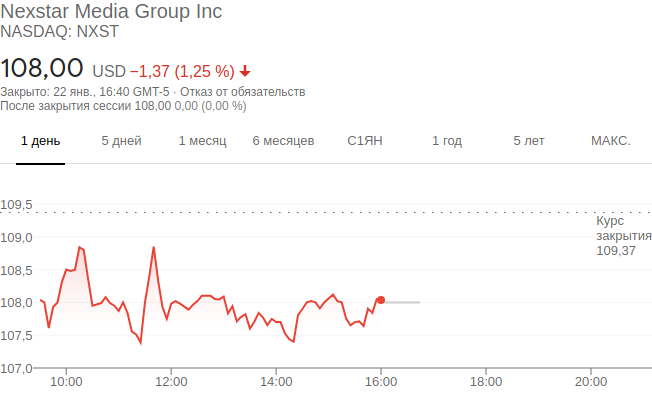 Nexstar Media Group Inc
NASDAQ: NXST
108,00 USD −1,37 (1,25 %)
Закрыто: 22 янв., 16:40 GMT-5 · Отказ от обязательств
После закрытия сессии 108,00 0,00 (0,00 %)
1 день 5 дней 1 месяц 6 месяцев С1ЯН 1 год 5 лет МАКС.
109,5
Курс
закрытия
109,37
109,0
108,5
108,0
107,5
107,0
10:00 12:00 14:00 16:00 18:00 20:00